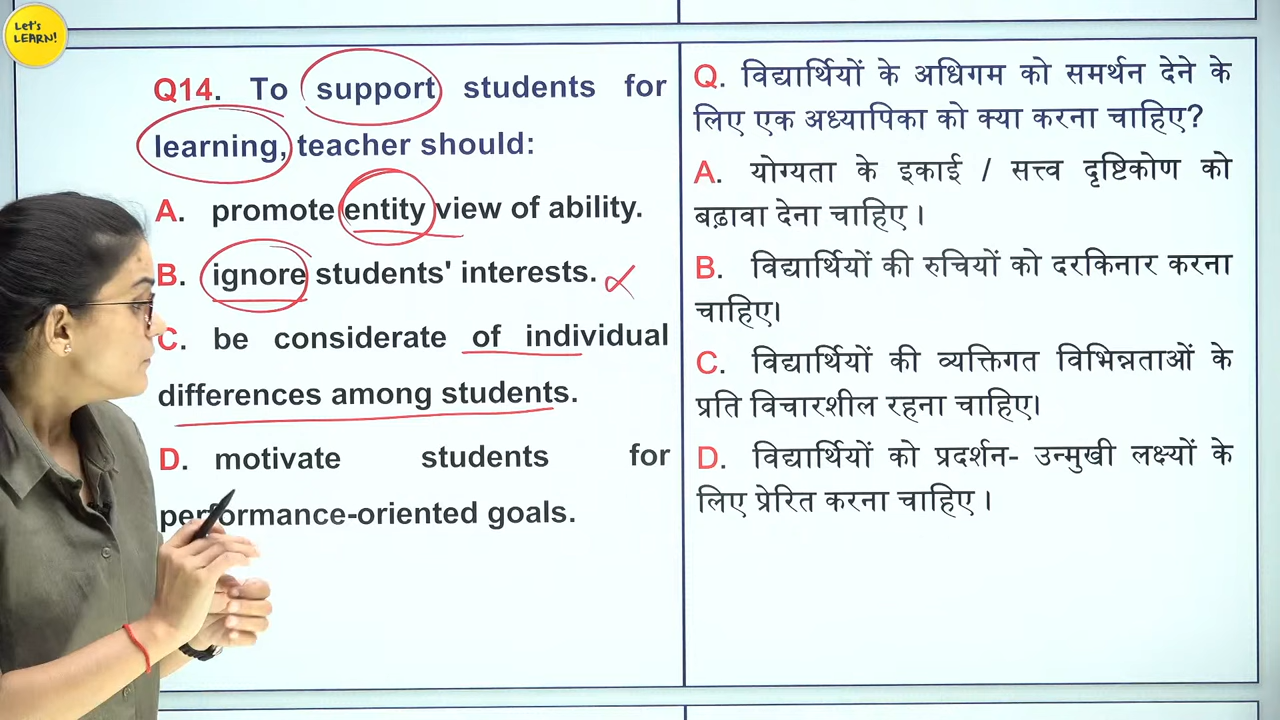 Let's
LEARN!
Q14. To support students for
learning, teacher should:
A. promote entity view of ability.
B. ignore students' interests.
C. be considerate of individual
differences among students.
D. motivate students for
performance-oriented goals.
Q. विद्यार्थियों के अधिगम को समर्थन देने के
लिए एक अध्यापिका को क्या करना चाहिए?
A. योग्यता के इकाई / सत्त्व दृष्टिकोण को
बढ़ावा देना चाहिए ।
B. विद्यार्थियों की रुचियों को दरकिनार करना
चाहिए।
C. विद्यार्थियों की व्यक्तिगत विभिन्नताओं के
प्रति विचारशील रहना चाहिए।
D. विद्यार्थियों को प्रदर्शन- उन्मुखी लक्ष्यों के
लिए प्रेरित करना चाहिए ।